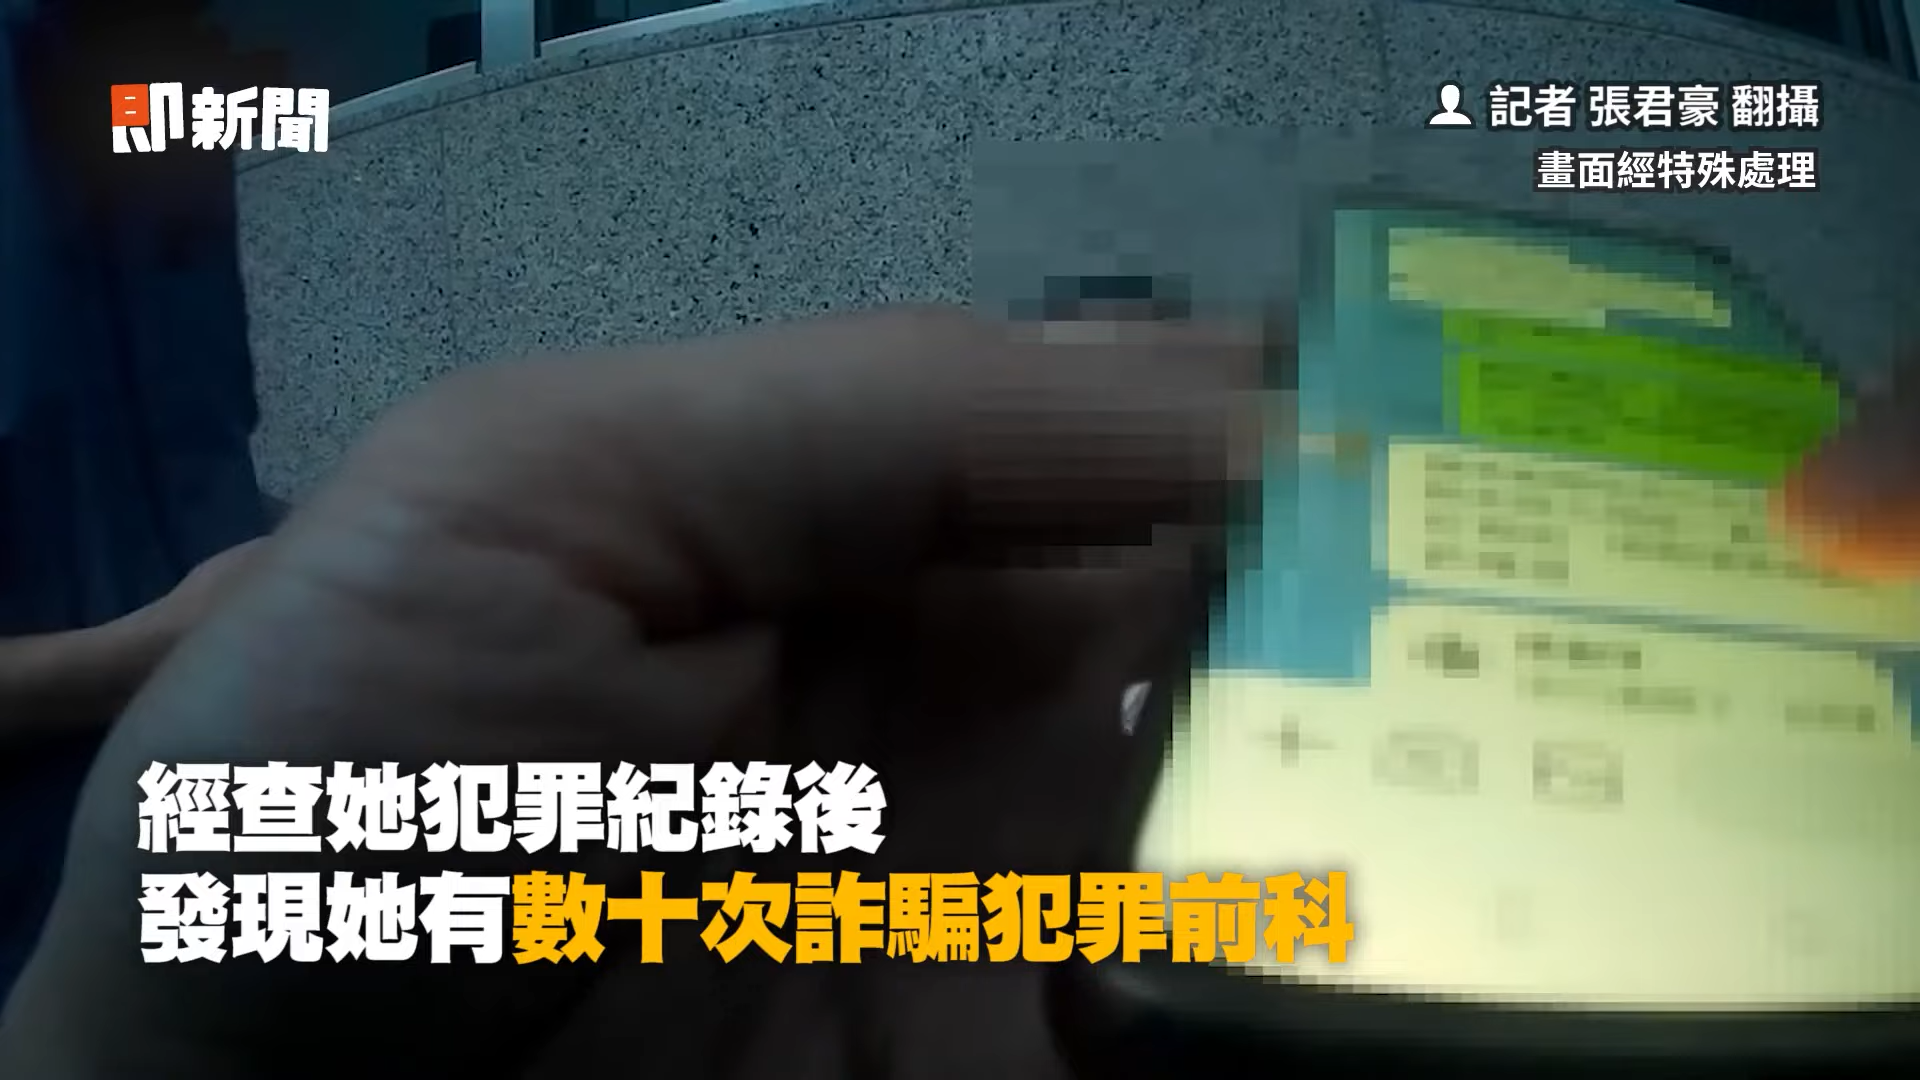 即新聞
記者 張君豪 翻攝
畫面經特殊處理
經查她犯罪紀錄後
發現她有數十次詐騙犯罪前科